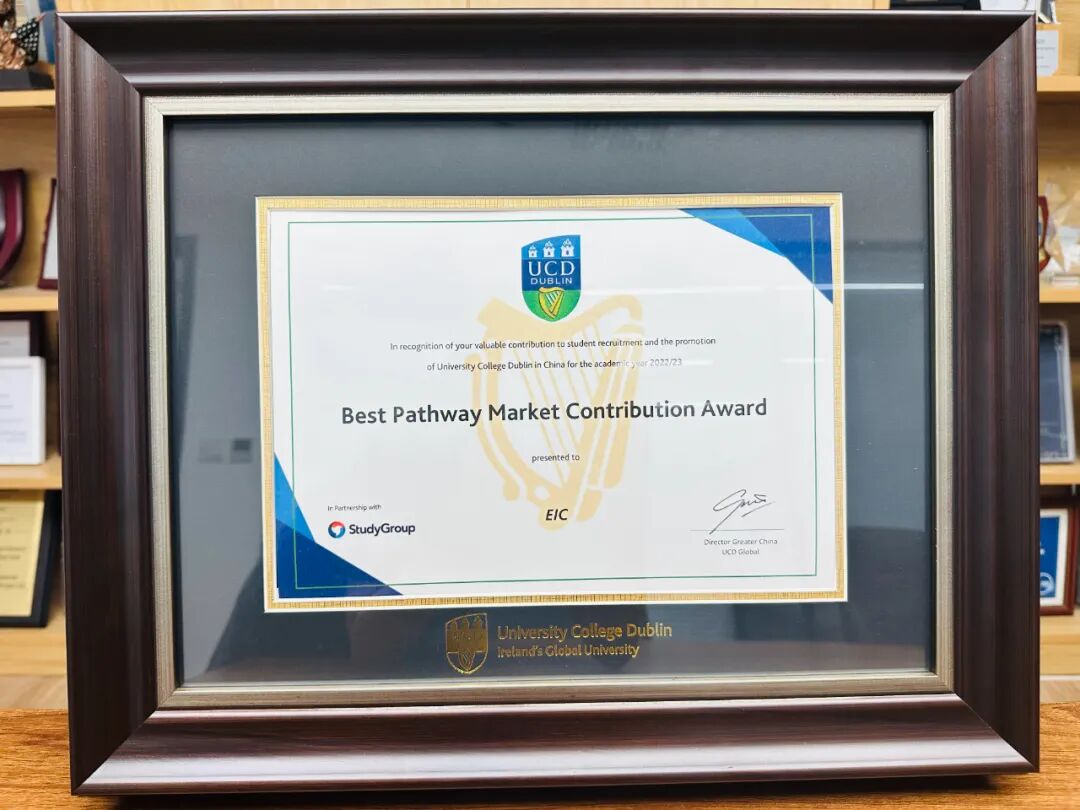 UCD
DUBLIN
In recognition of your valuable contribution to student recruitment and the promotion
of University College Dublin in China for the academic year 2022/23
Best Pathway Market Contribution Award
presented to
In Partnership with
StudyGroup
EIC
Director Greater China
UCD Global
University College Dublin
Ireland's Global University